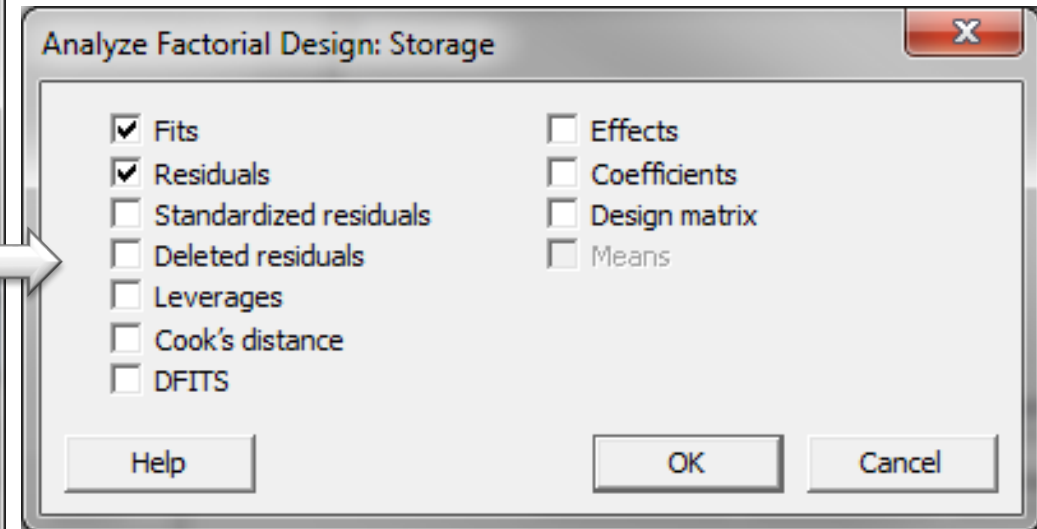 Analyze Factorial Design: Storage
Fits
Residuals
Standardized residuals
Deleted residuals
Leverages
Cook's distance
DFITS
Effects
Coefficients
Design matrix
Means
Help
OK
Cancel